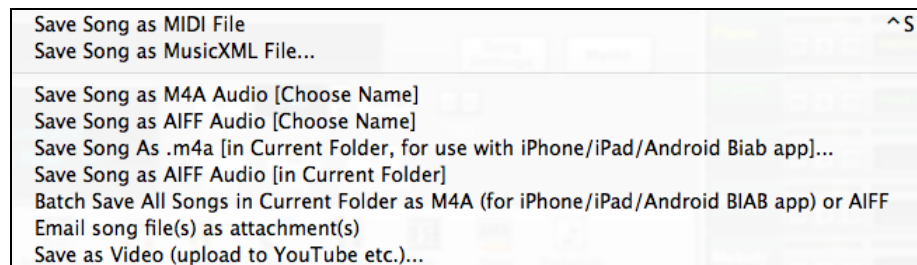 Save Song as MIDI File ^S
Save Song as MusicXML File...
Save Song as M4A Audio [Choose Name]
Save Song as AIFF Audio [Choose Name]
Save Song As .m4a [in Current Folder, for use with iPhone/iPad/Android Biab app]...
Save Song as AIFF Audio [in Current Folder]
Batch Save All Songs in Current Folder as M4A (for iPhone/iPad/Android BIAB app) or AIFF
Email song file(s) as attachment(s)
Save as Video (upload to YouTube etc.)...